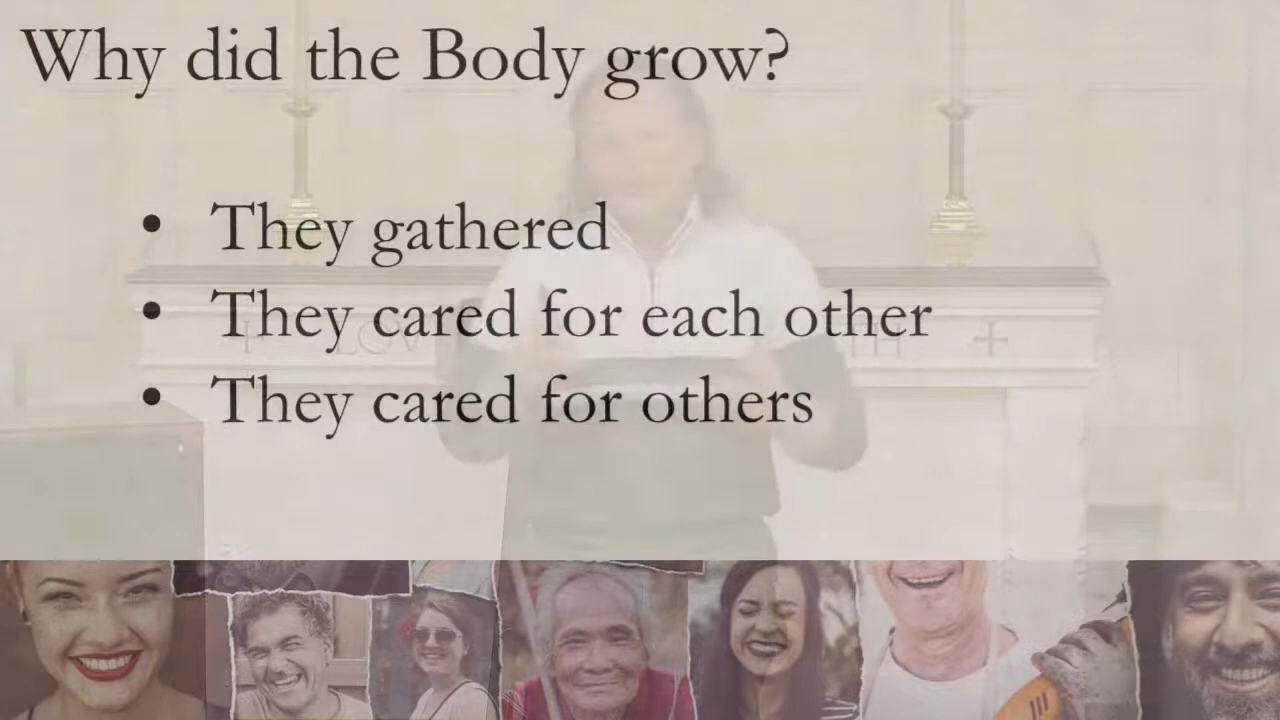 Why did the Body grow?
• They gathered
• They cared for each other
• They cared for others